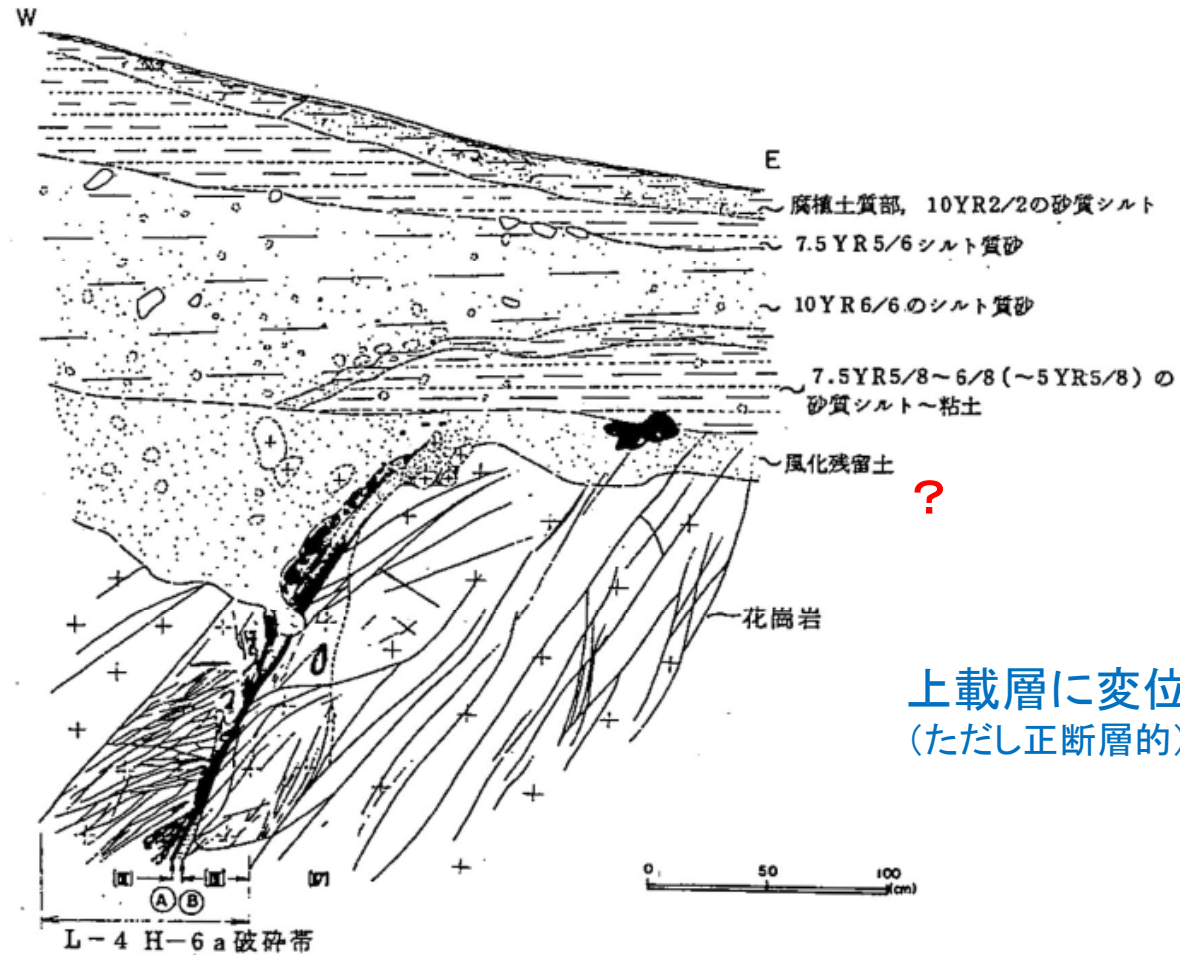 W
E
腐植土質部, 10YR2/2の砂質シルト
7.5YR5/6シルト質砂
10YR6/6のシルト質砂
7.5YR5/8~6/8(~5YR5/8)の
砂質シルト~粘土
風化残留土
?
花崗岩
上載層に変位
(ただし正断層的)
0 50 100
(cm)
[Ⅲ] [Ⅲ] [Ⅳ]
Ⓐ Ⓑ
L-4 H-6a破砕帯